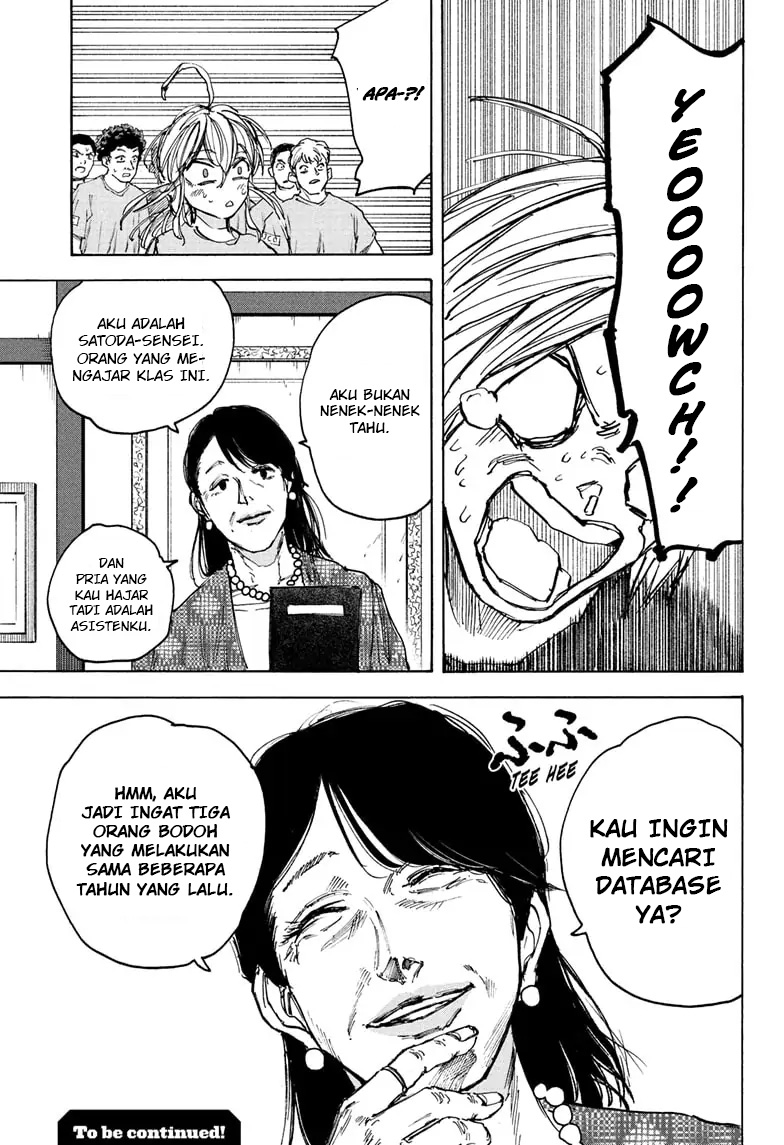 YEOOOOWCH!!
APA-?!
AKU BUKAN
NENEK-NENEK
TAHU.
AKU ADALAH
SATODA-SENSEI.
ORANG YANG ME-
NGAJAR KLAS INI.
DAN
PRIA YANG
KAU HAJAR
TADI ADALAH
ASISTENKU.
ふふ
TEE HEE
KAU INGIN
MENCARI
DATABASE
YA?
HMM, AKU
JADI INGAT TIGA
ORANG BODOH
YANG MELAKUKAN
SAMA BEBERAPA
TAHUN YANG LALU.
To be continued!